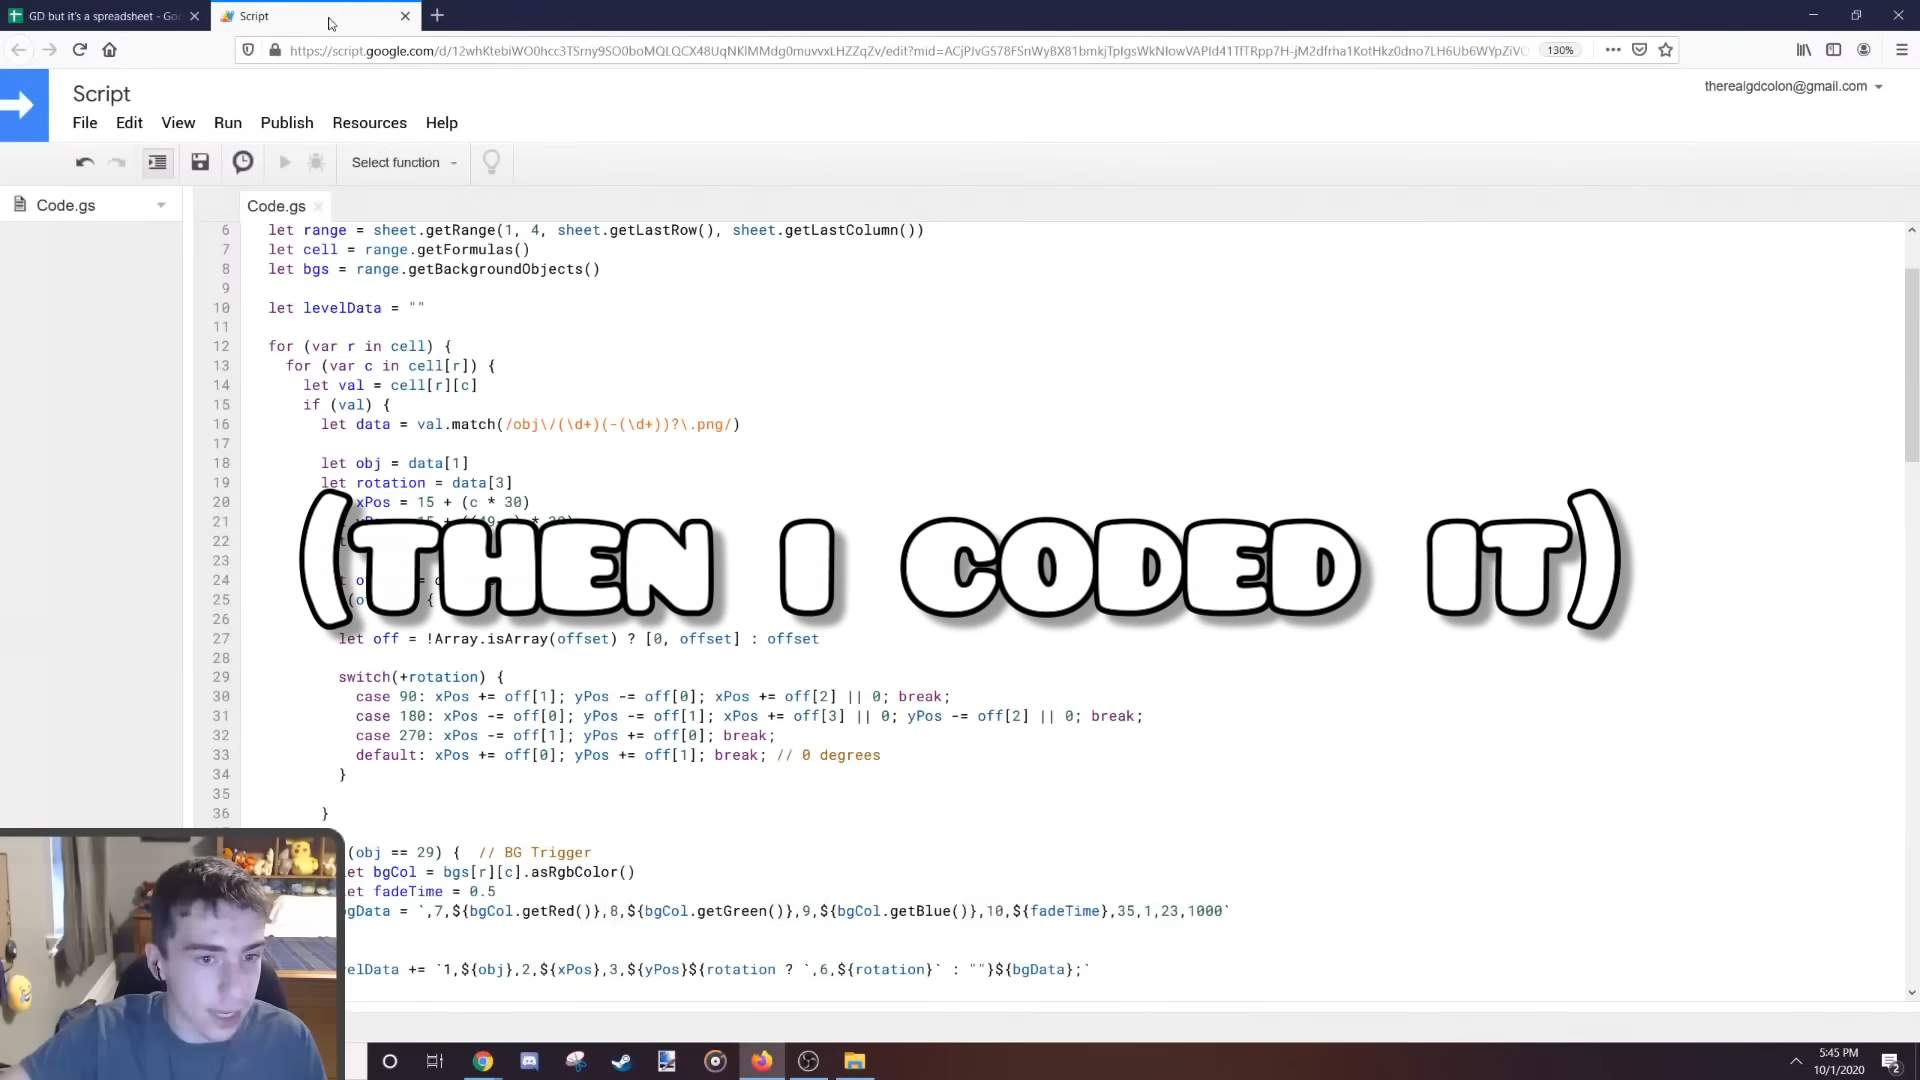 GD but it's a spreadsheet - Goo
Script
https://script.google.com/d/12whKtebiWO0hcc3TSrny9SO0boMQLQCX48UqNKlMMdg0muvvxLHZZqZv/edit?mid=ACjPJvG578FSnWyBX81bmkjTpIgsWkNIowVAPld41TfTRpp7H-jM2dfrha1KotHkz0dno7LH6Ub6WYpZiVO
130%
Script
therealgdcolon@gmail.com
File Edit View Run Publish Resources Help
Select function
Code.gs
Code.gs
6 let range = sheet.getRange(1, 4, sheet.getLastRow(), sheet.getLastColumn())
7 let cell = range.getFormulas()
8 let bgs = range.getBackgroundObjects()
9
10 let levelData = ""
11
12 for (var r in cell) {
13 for (var c in cell[r]) {
14 let val = cell[r][c]
15 if (val) {
16 let data = val.match(/obj\/(\d+)(-(\d+))?\.png/)
17
18 let obj = data[1]
19 let rotation = data[3]
20 xPos = 15 + (c * 30)
21
22
23
24
25 {
26
(THEN I CODED IT)
27 let off = !Array.isArray(offset) ? [0, offset] : offset
28
29 switch(+rotation) {
30 case 90: xPos += off[1]; yPos -= off[0]; xPos += off[2] || 0; break;
31 case 180: xPos -= off[0]; yPos -= off[1]; xPos += off[3] || 0; yPos -= off[2] || 0; break;
32 case 270: xPos -= off[1]; yPos += off[0]; break;
33 default: xPos += off[0]; yPos += off[1]; break; // 0 degrees
34 }
35
36 }
(obj == 29) { // BG Trigger
et bgCol = bgs[r][c].asRgbColor()
et fadeTime = 0.5
gData = `,7,${bgCol.getRed()},8,${bgCol.getGreen()},9,${bgCol.getBlue()},10,${fadeTime},35,1,23,1000`
velData += `1,${obj},2,${xPos},3,${yPos}${rotation ? `,6,${rotation}` : ""}${bgData};`
5:45 PM
10/1/2020
2